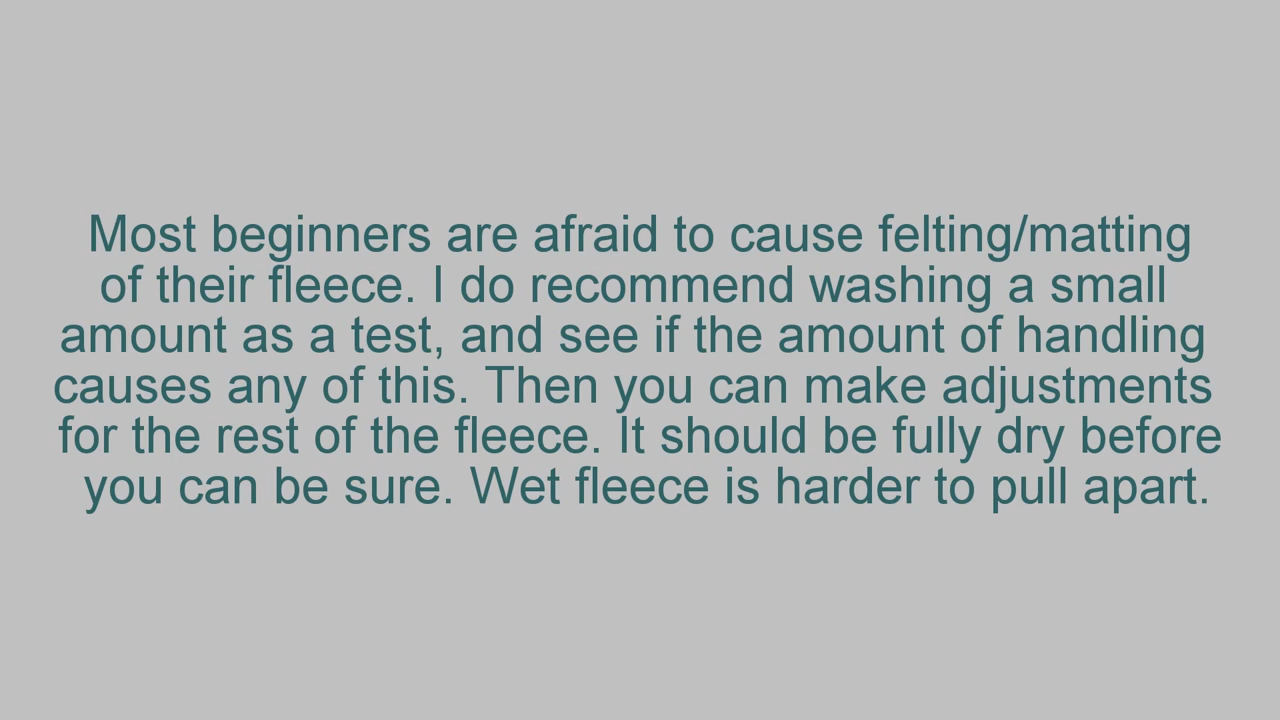 Most beginners are afraid to cause felting/matting
of their fleece. I do recommend washing a small
amount as a test, and see if the amount of handling
causes any of this. Then you can make adjustments
for the rest of the fleece. It should be fully dry before
you can be sure. Wet fleece is harder to pull apart.